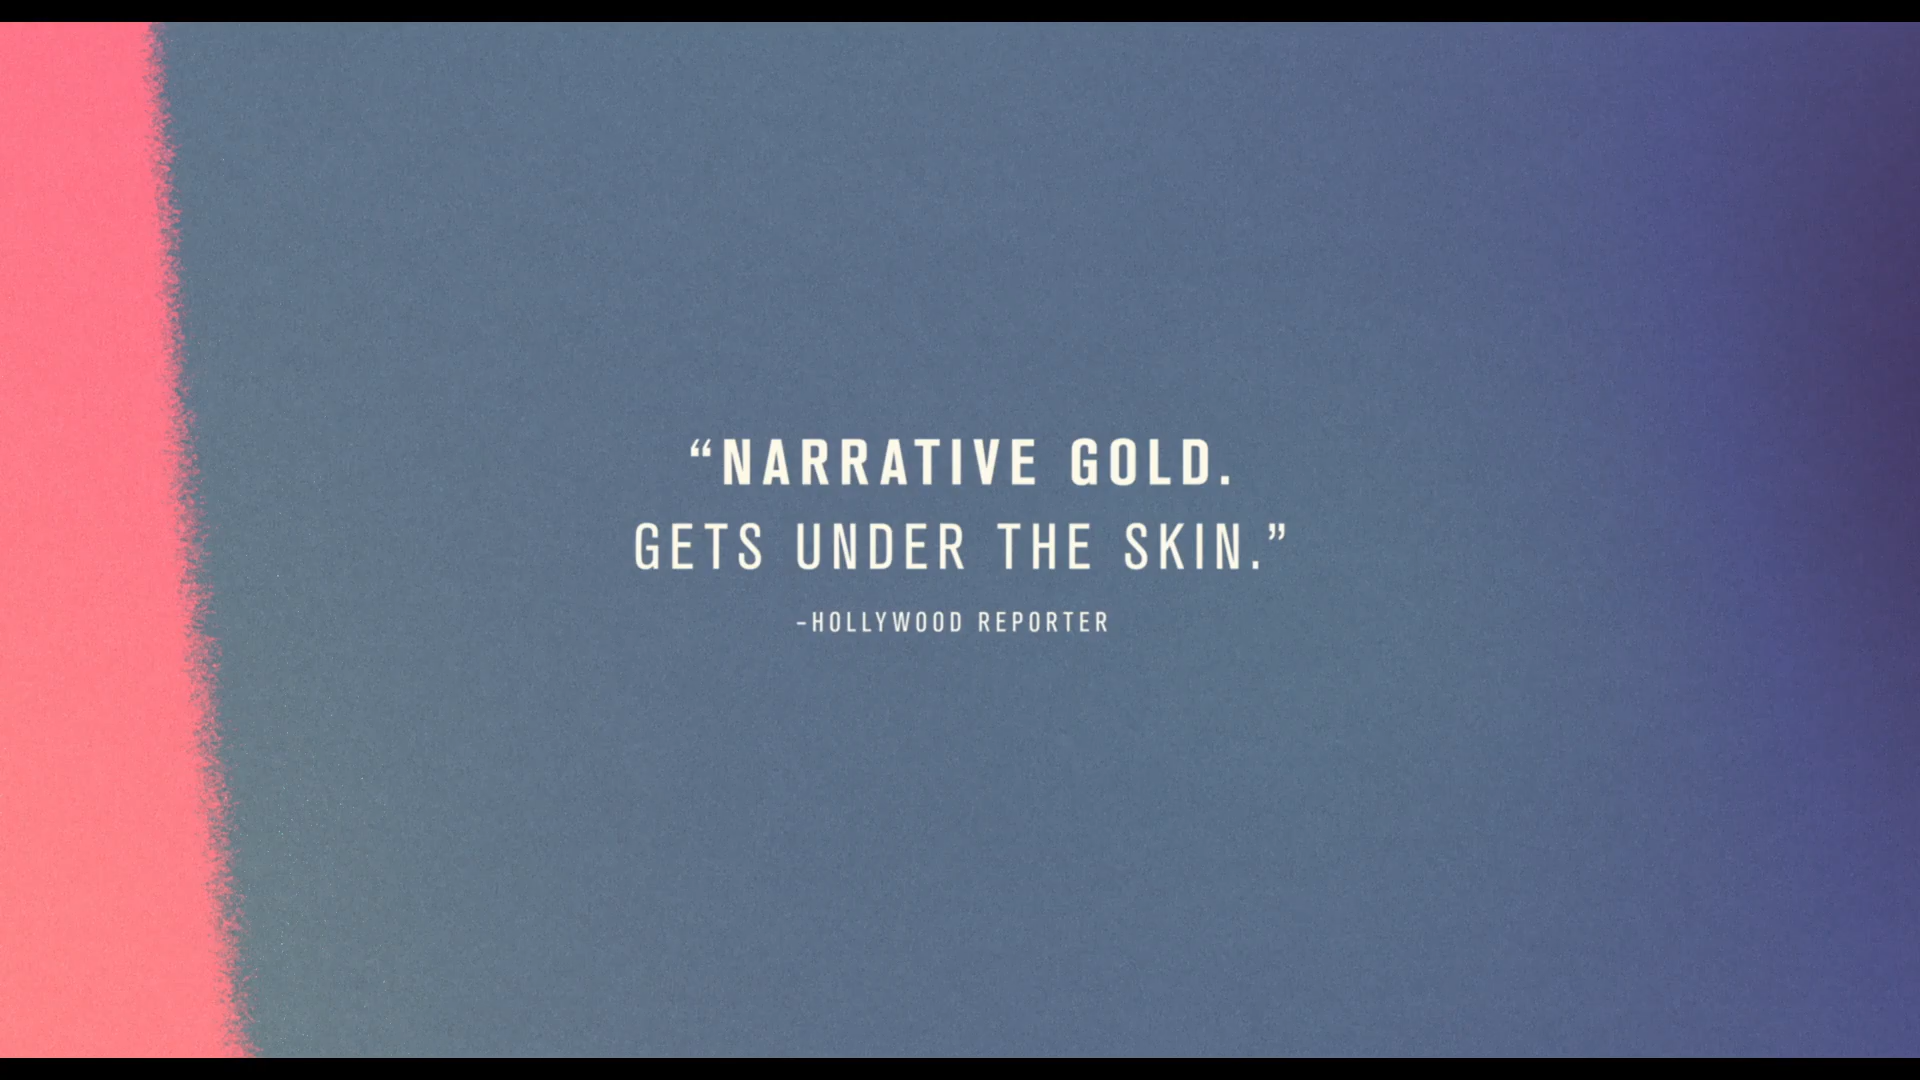 “NARRATIVE GOLD.
GETS UNDER THE SKIN.”
–HOLLYWOOD REPORTER